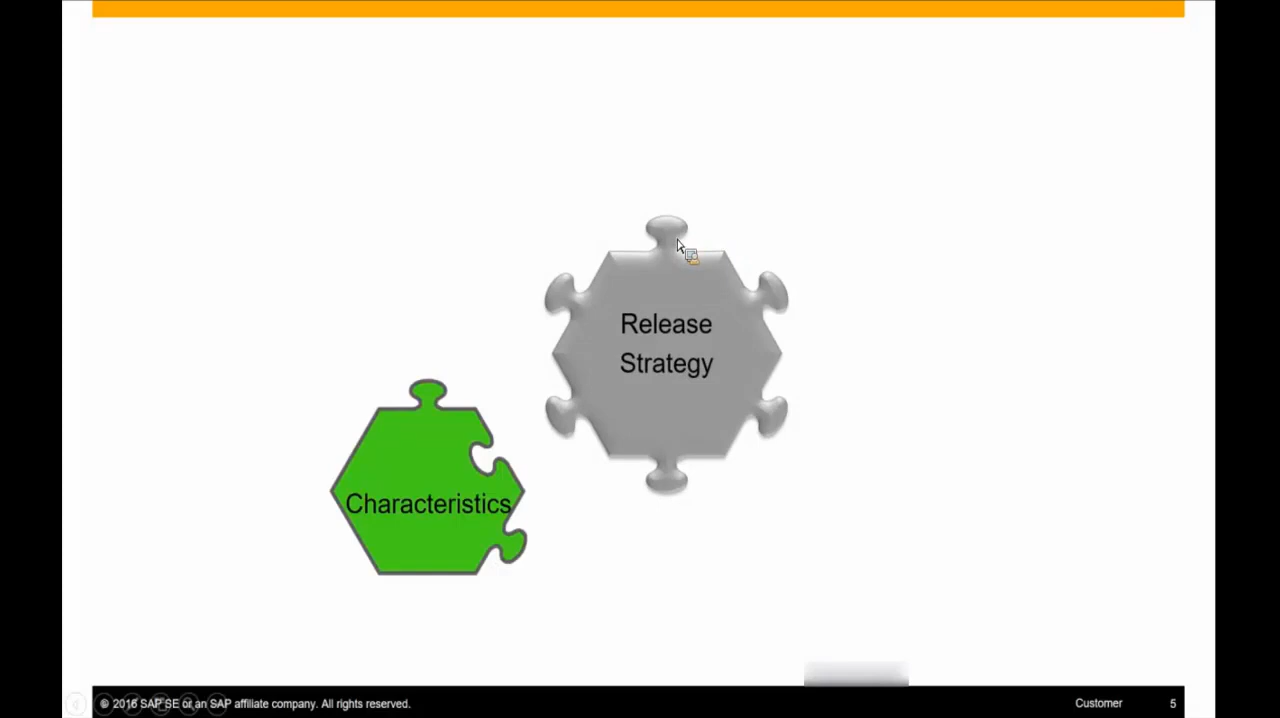 Release
Strategy
Characteristics
© 2016 SAP SE or an SAP affiliate company. All rights reserved.
Customer
5